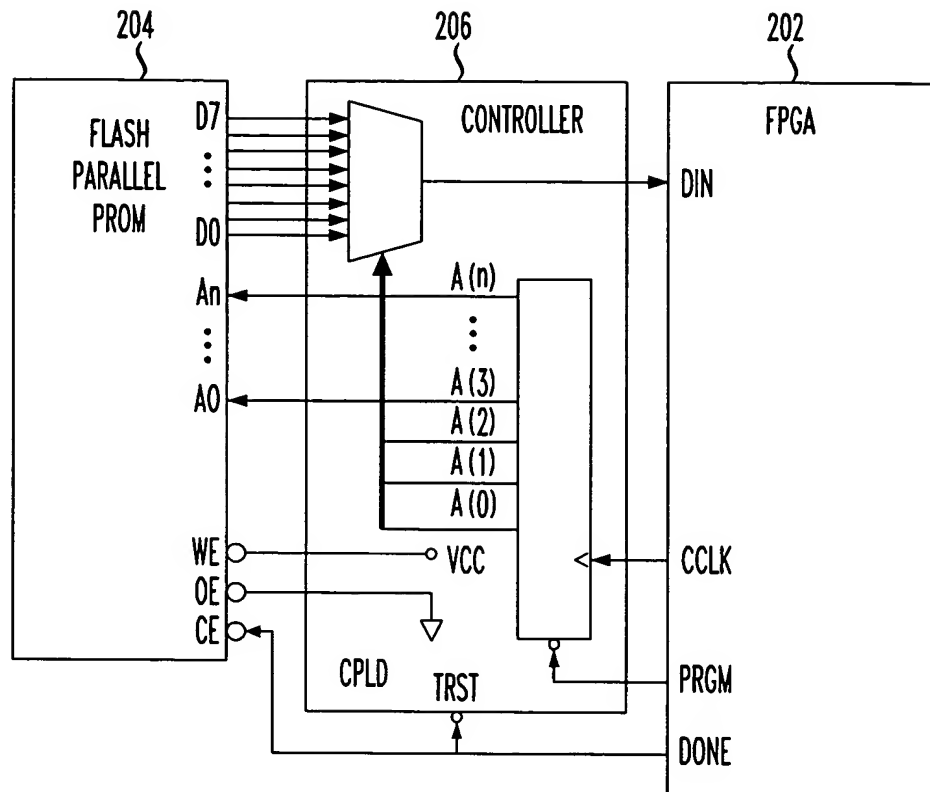 204
206
202
FLASH
PARALLEL
PROM
D7
D0
An
A0
WE
OE
CE
CONTROLLER
A(n)
A(3)
A(2)
A(1)
A(0)
VCC
CPLD
TRST
FPGA
DIN
CCLK
PRGM
DONE